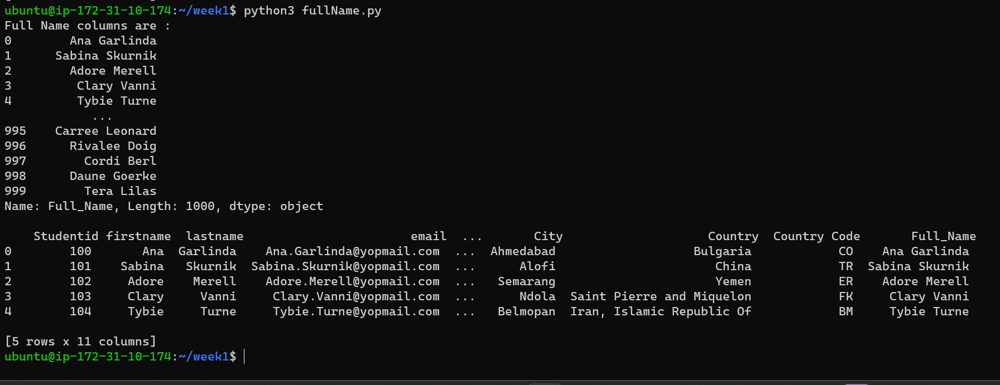 ubuntu@ip-172-31-10-174:~/week1$ python3 fullName.py
Full Name columns are :
0        Ana Garlinda
1      Sabina Skurnik
2        Adore Merell
3         Clary Vanni
4         Tybie Turne
            ...
995    Carree Leonard
996      Rivalee Doig
997        Cordi Berl
998      Daune Goerke
999        Tera Lilas
Name: Full_Name, Length: 1000, dtype: object
    Studentid firstname  lastname                       email  ...       City                    Country  Country Code       Full_Name
0        100       Ana  Garlinda    Ana.Garlinda@yopmail.com  ...  Ahmedabad                   Bulgaria            CO    Ana Garlinda
1        101    Sabina   Skurnik  Sabina.Skurnik@yopmail.com  ...      Alofi                      China            TR  Sabina Skurnik
2        102     Adore    Merell    Adore.Merell@yopmail.com  ...   Semarang                      Yemen            ER    Adore Merell
3        103     Clary     Vanni     Clary.Vanni@yopmail.com  ...      Ndola  Saint Pierre and Miquelon            FK     Clary Vanni
4        104     Tybie     Turne     Tybie.Turne@yopmail.com  ...   Belmopan  Iran, Islamic Republic Of            BM     Tybie Turne
[5 rows x 11 columns]
ubuntu@ip-172-31-10-174:~/week1$